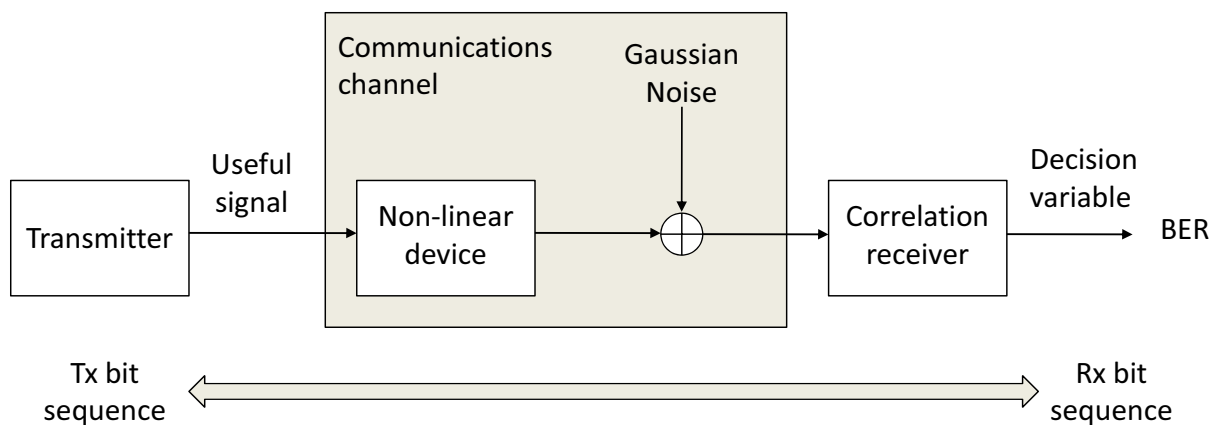 Communications
channel
Gaussian
Noise
Useful
signal
Decision
variable
Transmitter
Non-linear
device
Correlation
receiver
BER
Tx bit
sequence
Rx bit
sequence